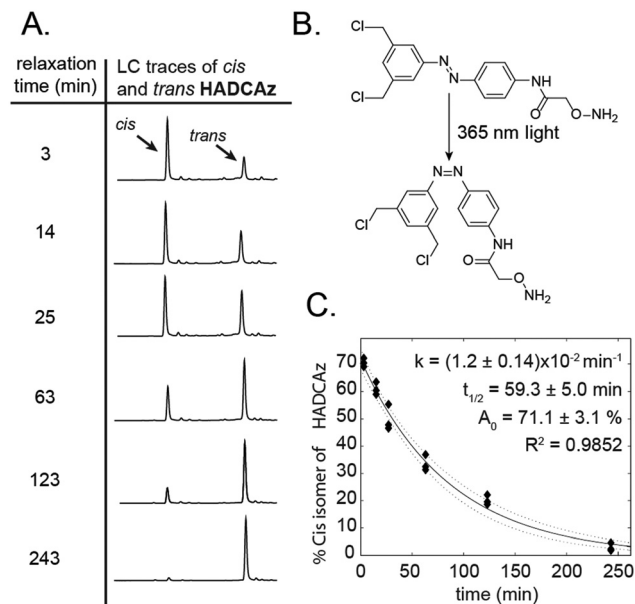 A.
relaxation
time (min)
LC traces of cis
and trans HADCAz
cis
trans
3
14
25
63
123
243
B.
Cl
Cl
N
N
NH
O
O
NH2
365 nm light
N=N
Cl
Cl
NH
O
O
NH2
C.
% Cis isomer of HADCAz
70
60
50
40
30
20
10
0
k = (1.2 ± 0.14)x10-2 min-1
t1/2 = 59.3 ± 5.0 min
A0 = 71.1 ± 3.1 %
R2 = 0.9852
0 50 100 150 200 250
time (min)